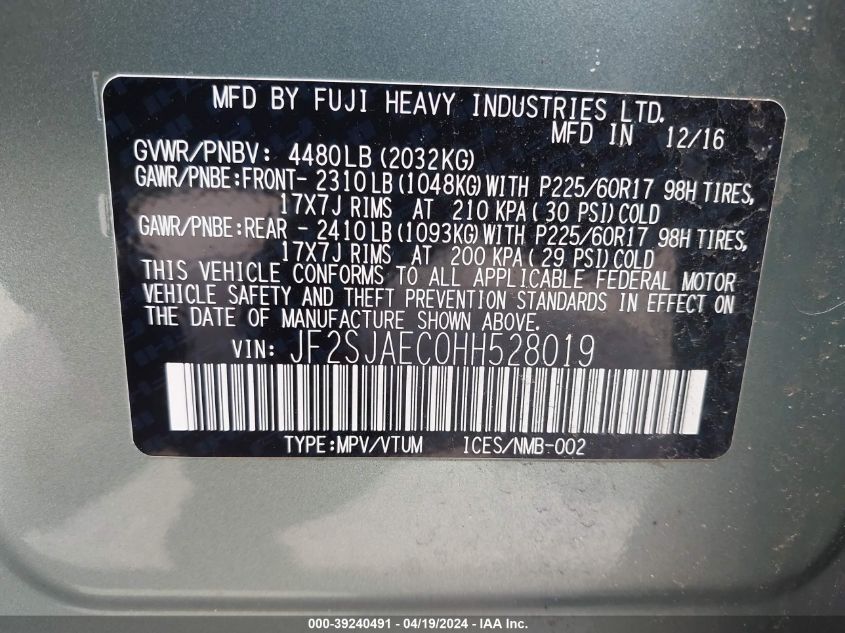 MFD BY FUJI HEAVY INDUSTRIES LTD.
MFD IN 12/16
GVWR/PNBV: 4480LB (2032KG)
GAWR/PNBE:FRONT- 2310LB (1048KG) WITH P225/60R17 98H TIRES,
17X7J RIMS AT 210 KPA (30 PSI) COLD
GAWR/PNBE:REAR - 2410LB (1093KG) WITH P225/60R17 98H TIRES,
17X7J RIMS AT 200 KPA (29 PSI) COLD
THIS VEHICLE CONFORMS TO ALL APPLICABLE FEDERAL MOTOR
VEHICLE SAFETY AND THEFT PREVENTION STANDARDS IN EFFECT ON
THE DATE OF MANUFACTURE SHOWN ABOVE.
VIN: JF2SJAEC0HH528019
TYPE:MPV/VTUM ICES/NMB-002
000-39240491 - 04/19/2024 - IAA Inc.